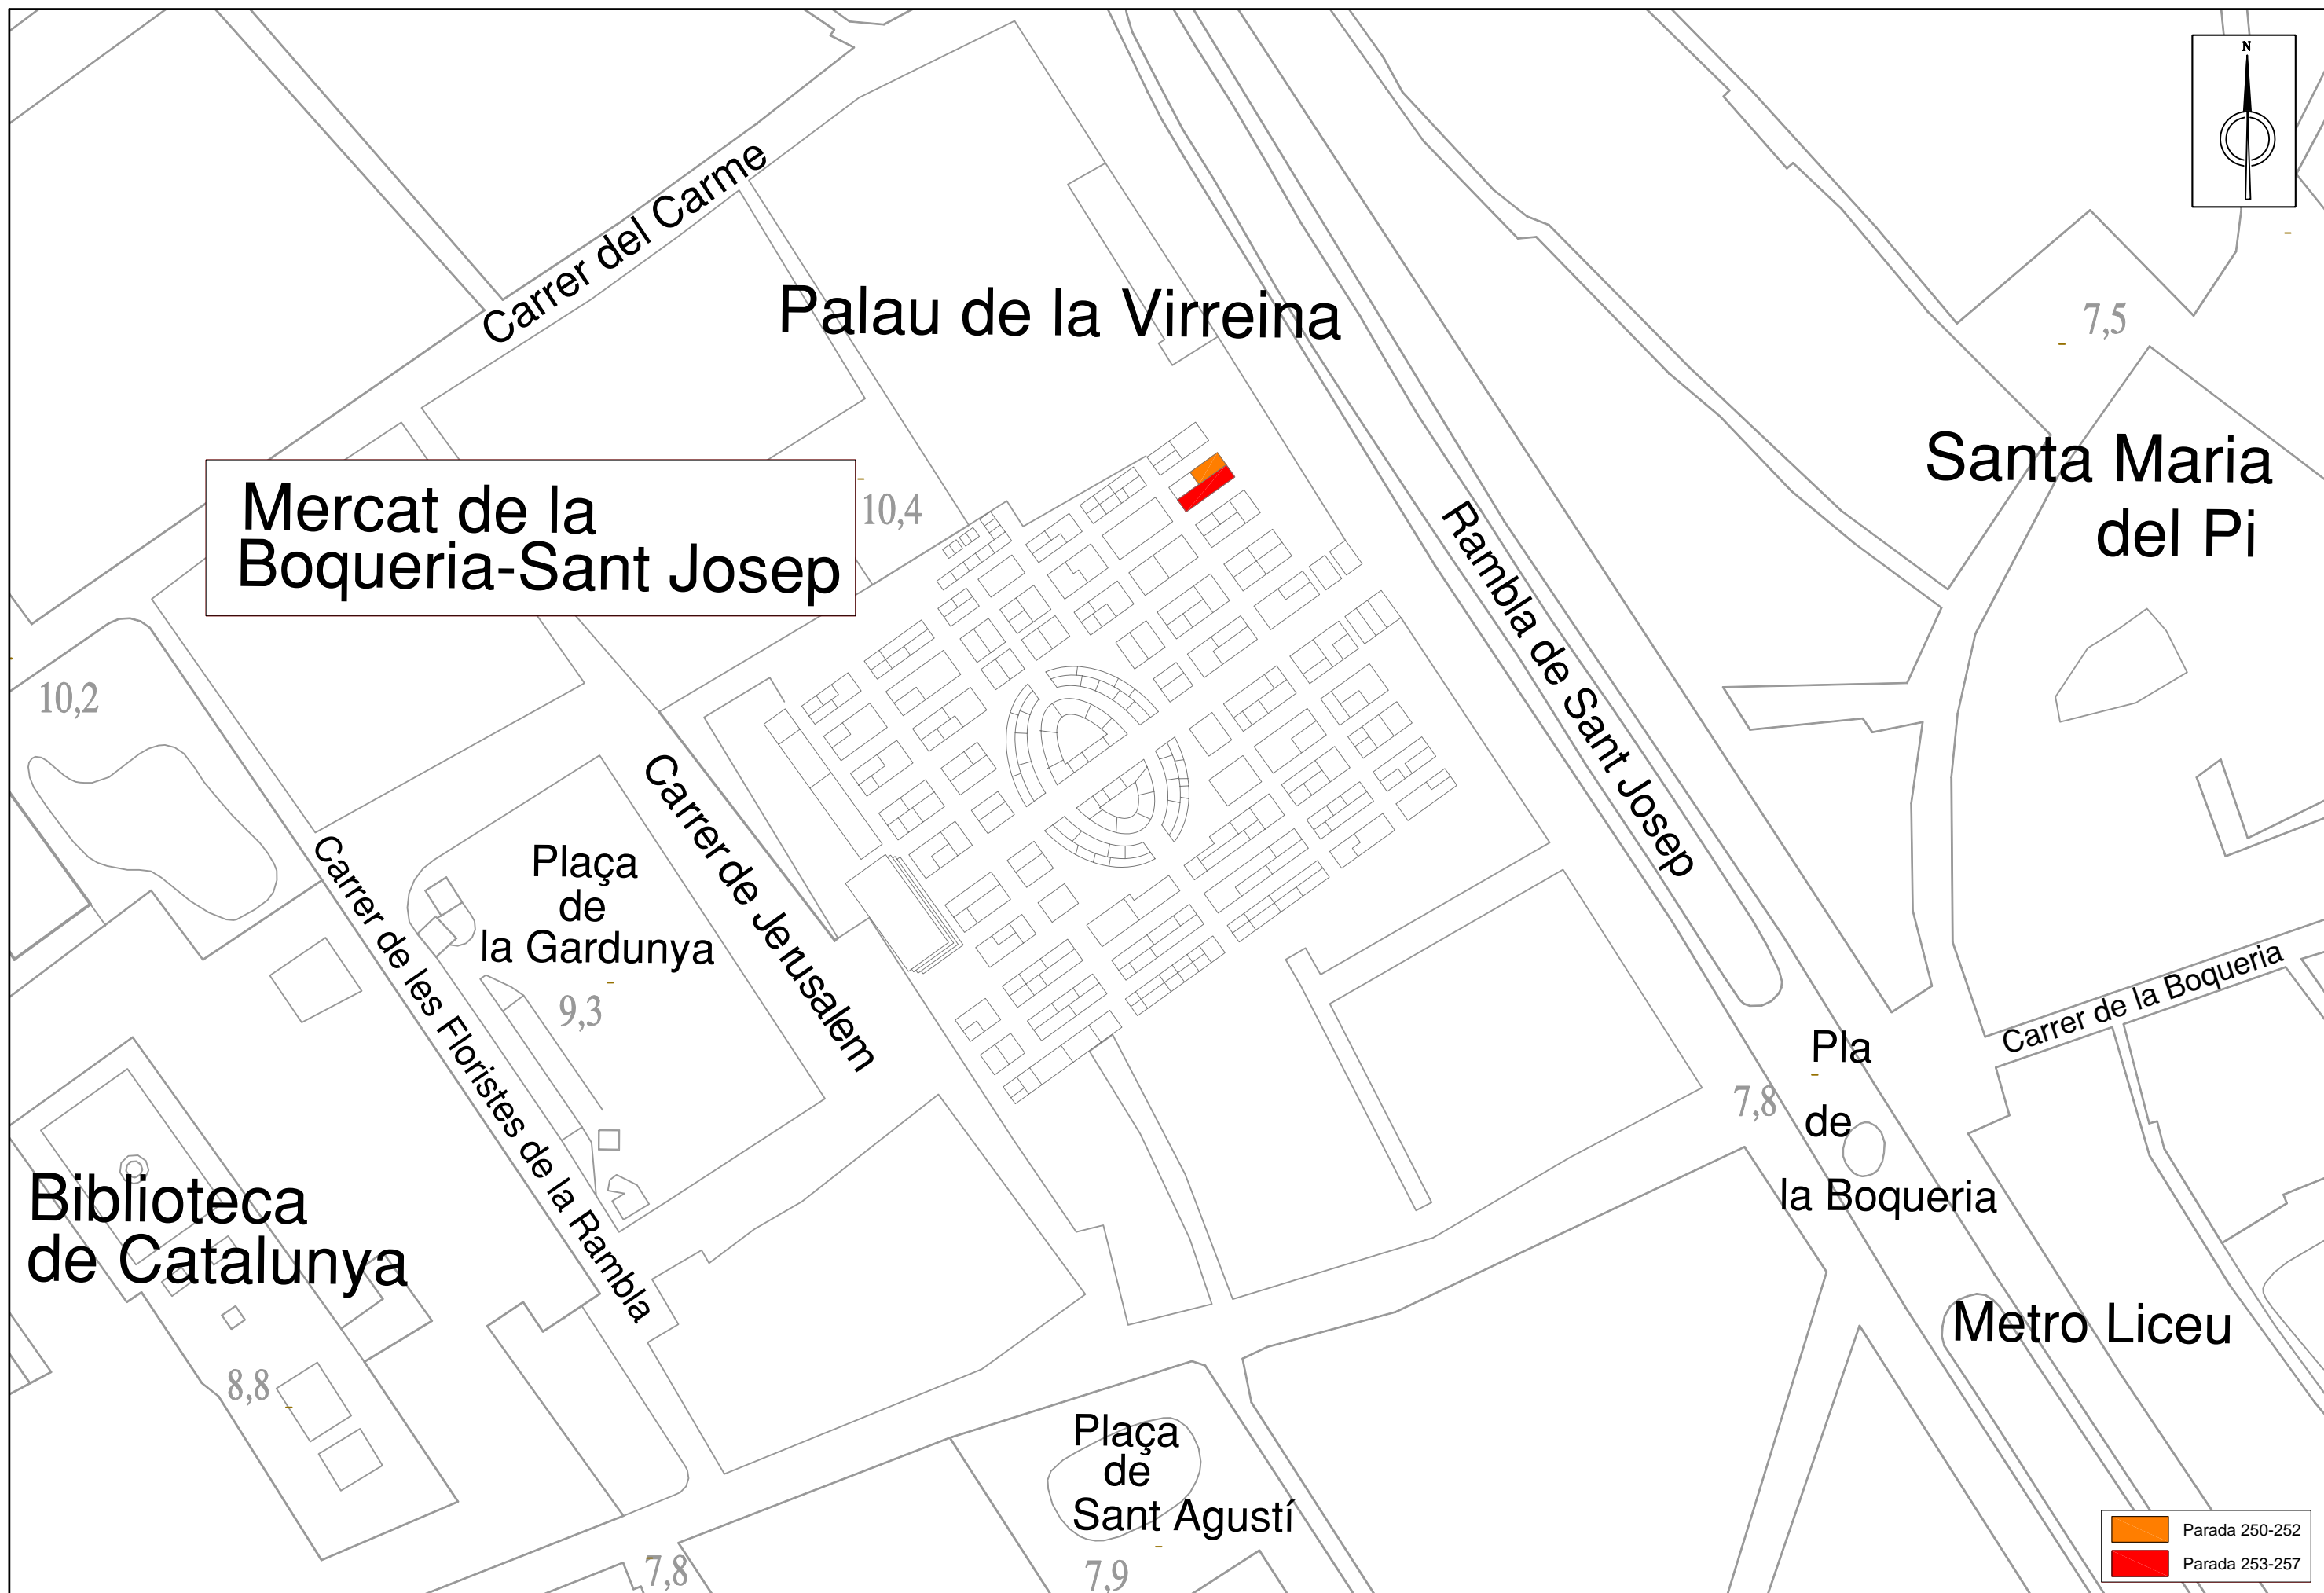 N
Carrer del Carme
Palau de la Virreina
7,5
Santa Maria
del Pi
Mercat de la
Boqueria-Sant Josep
10,4
Rambla de Sant Josep
10,2
Carrer de Jerusalem
Plaça
de
la Gardunya
9,3
Carrer de les Floristes de la Rambla
Carrer de la Boqueria
Pla
de
la Boqueria
7,8
Biblioteca
de Catalunya
8,8
Metro Liceu
Plaça
de
Sant Agustí
7,9
7,8
Parada 250-252
Parada 253-257